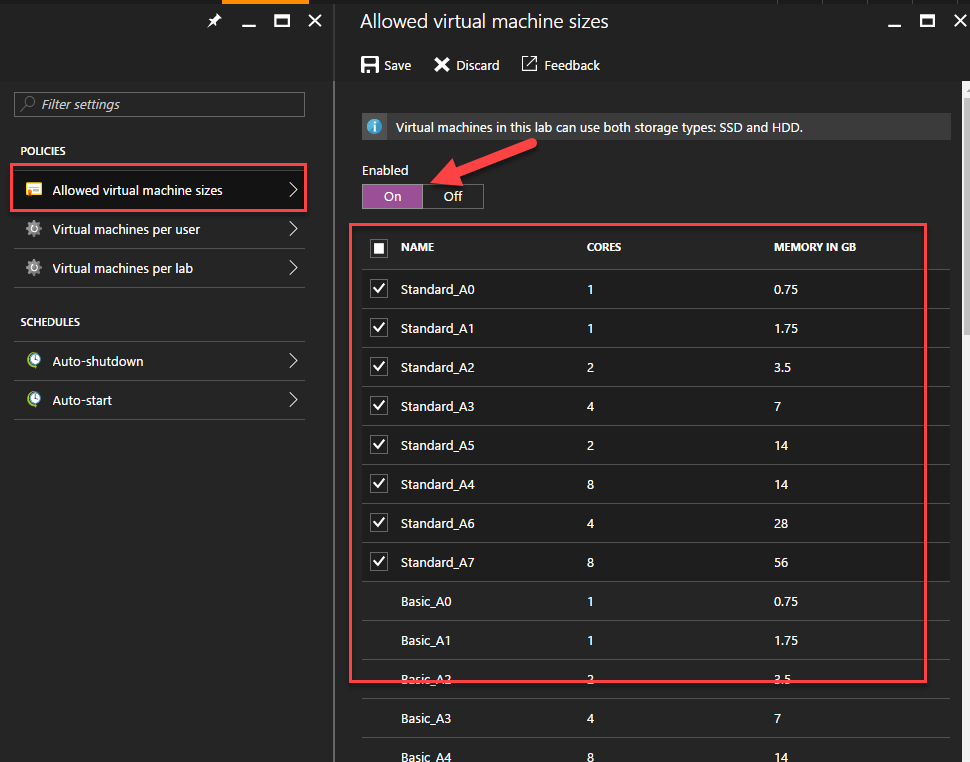 Filter settings
POLICIES
Allowed virtual machine sizes
Virtual machines per user
Virtual machines per lab
SCHEDULES
Auto-shutdown
Auto-start
Allowed virtual machine sizes
Save Discard Feedback
Virtual machines in this lab can use both storage types: SSD and HDD.
Enabled
On Off
NAME CORES MEMORY IN GB
Standard_A0 1 0.75
Standard_A1 1 1.75
Standard_A2 2 3.5
Standard_A3 4 7
Standard_A5 2 14
Standard_A4 8 14
Standard_A6 4 28
Standard_A7 8 56
Basic_A0 1 0.75
Basic_A1 1 1.75
Basic_A2 2 3.5
Basic_A3 4 7
Basic_A4 8 14